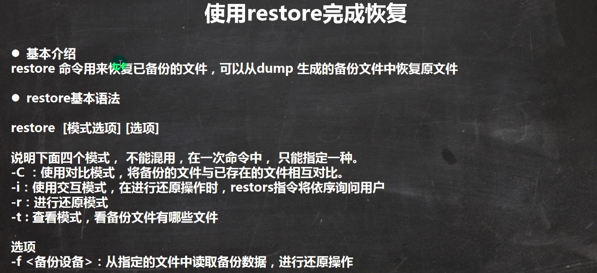 使用restore完成恢复
● 基本介绍
restore 命令用来恢复已备份的文件，可以从dump 生成的备份文件中恢复原文件
● restore基本语法
restore [模式选项] [选项]
说明下面四个模式， 不能混用，在一次命令中， 只能指定一种。
-C ：使用对比模式，将备份的文件与已存在的文件相互对比。
-i：使用交互模式，在进行还原操作时，restors指令将依序询问用户
-r：进行还原模式
-t : 查看模式，看备份文件有哪些文件
选项
-f <备份设备>：从指定的文件中读取备份数据，进行还原操作